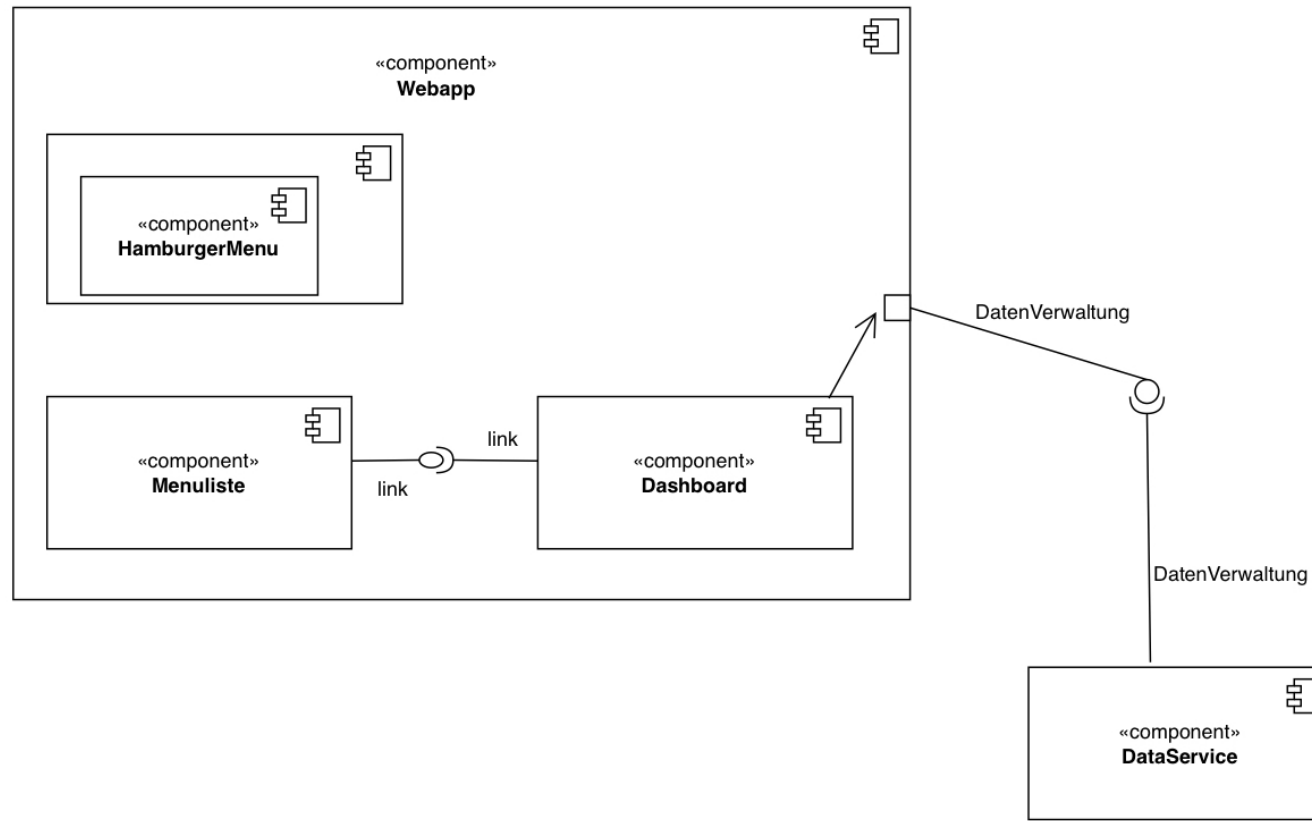 «component»
Webapp
«component»
HamburgerMenu
DatenVerwaltung
«component»
Menuliste
link
link
«component»
Dashboard
DatenVerwaltung
«component»
DataService